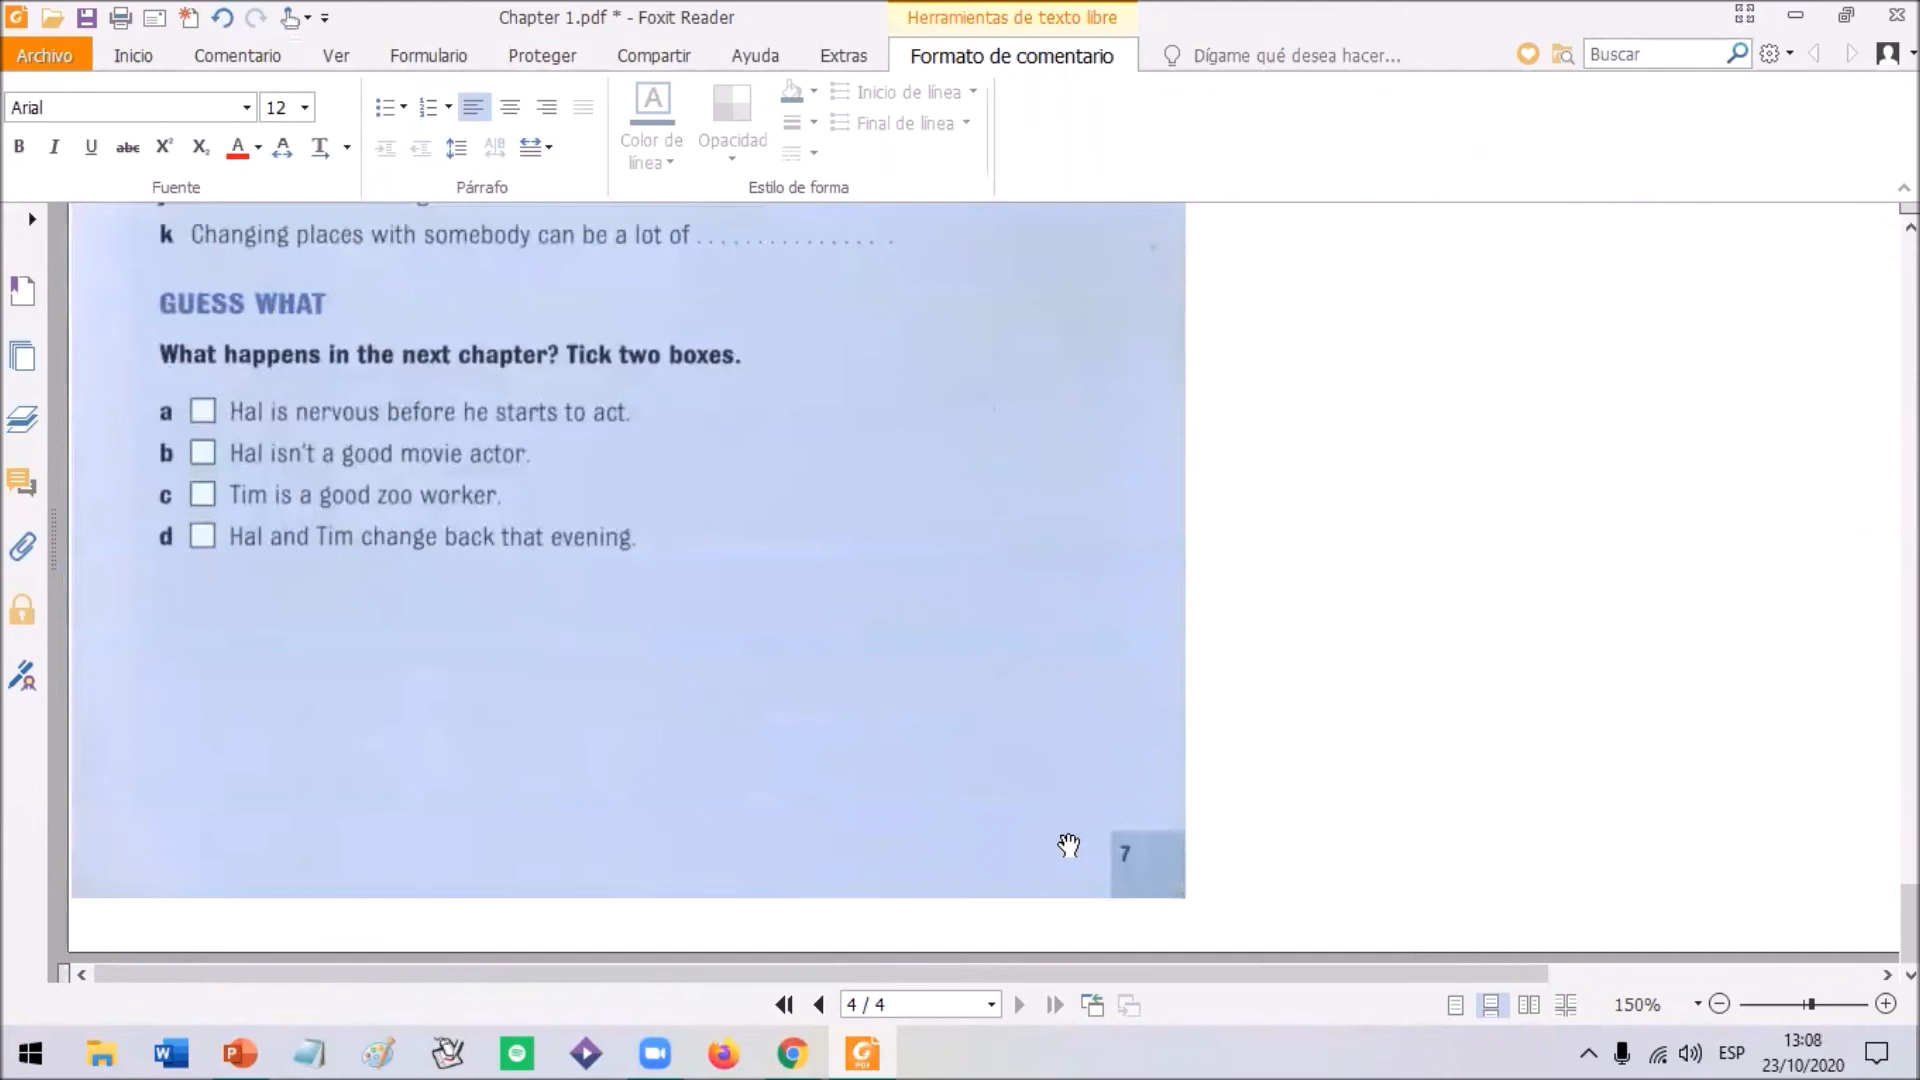 Chapter 1.pdf * - Foxit Reader
Herramientas de texto libre
Archivo
Inicio
Comentario
Ver
Formulario
Proteger
Compartir
Ayuda
Extras
Formato de comentario
Dígame qué desea hacer...
Buscar
Arial
12
Inicio de línea
Color de línea
Opacidad
Final de línea
B I U abc X² X₂ A A T
Fuente
Párrafo
Estilo de forma
k Changing places with somebody can be a lot of . . . . . . . . . . . . . . . . .
GUESS WHAT
What happens in the next chapter? Tick two boxes.
a Hal is nervous before he starts to act.
b Hal isn't a good movie actor.
c Tim is a good zoo worker.
d Hal and Tim change back that evening.
7
4 / 4
150%
ESP
13:08
23/10/2020